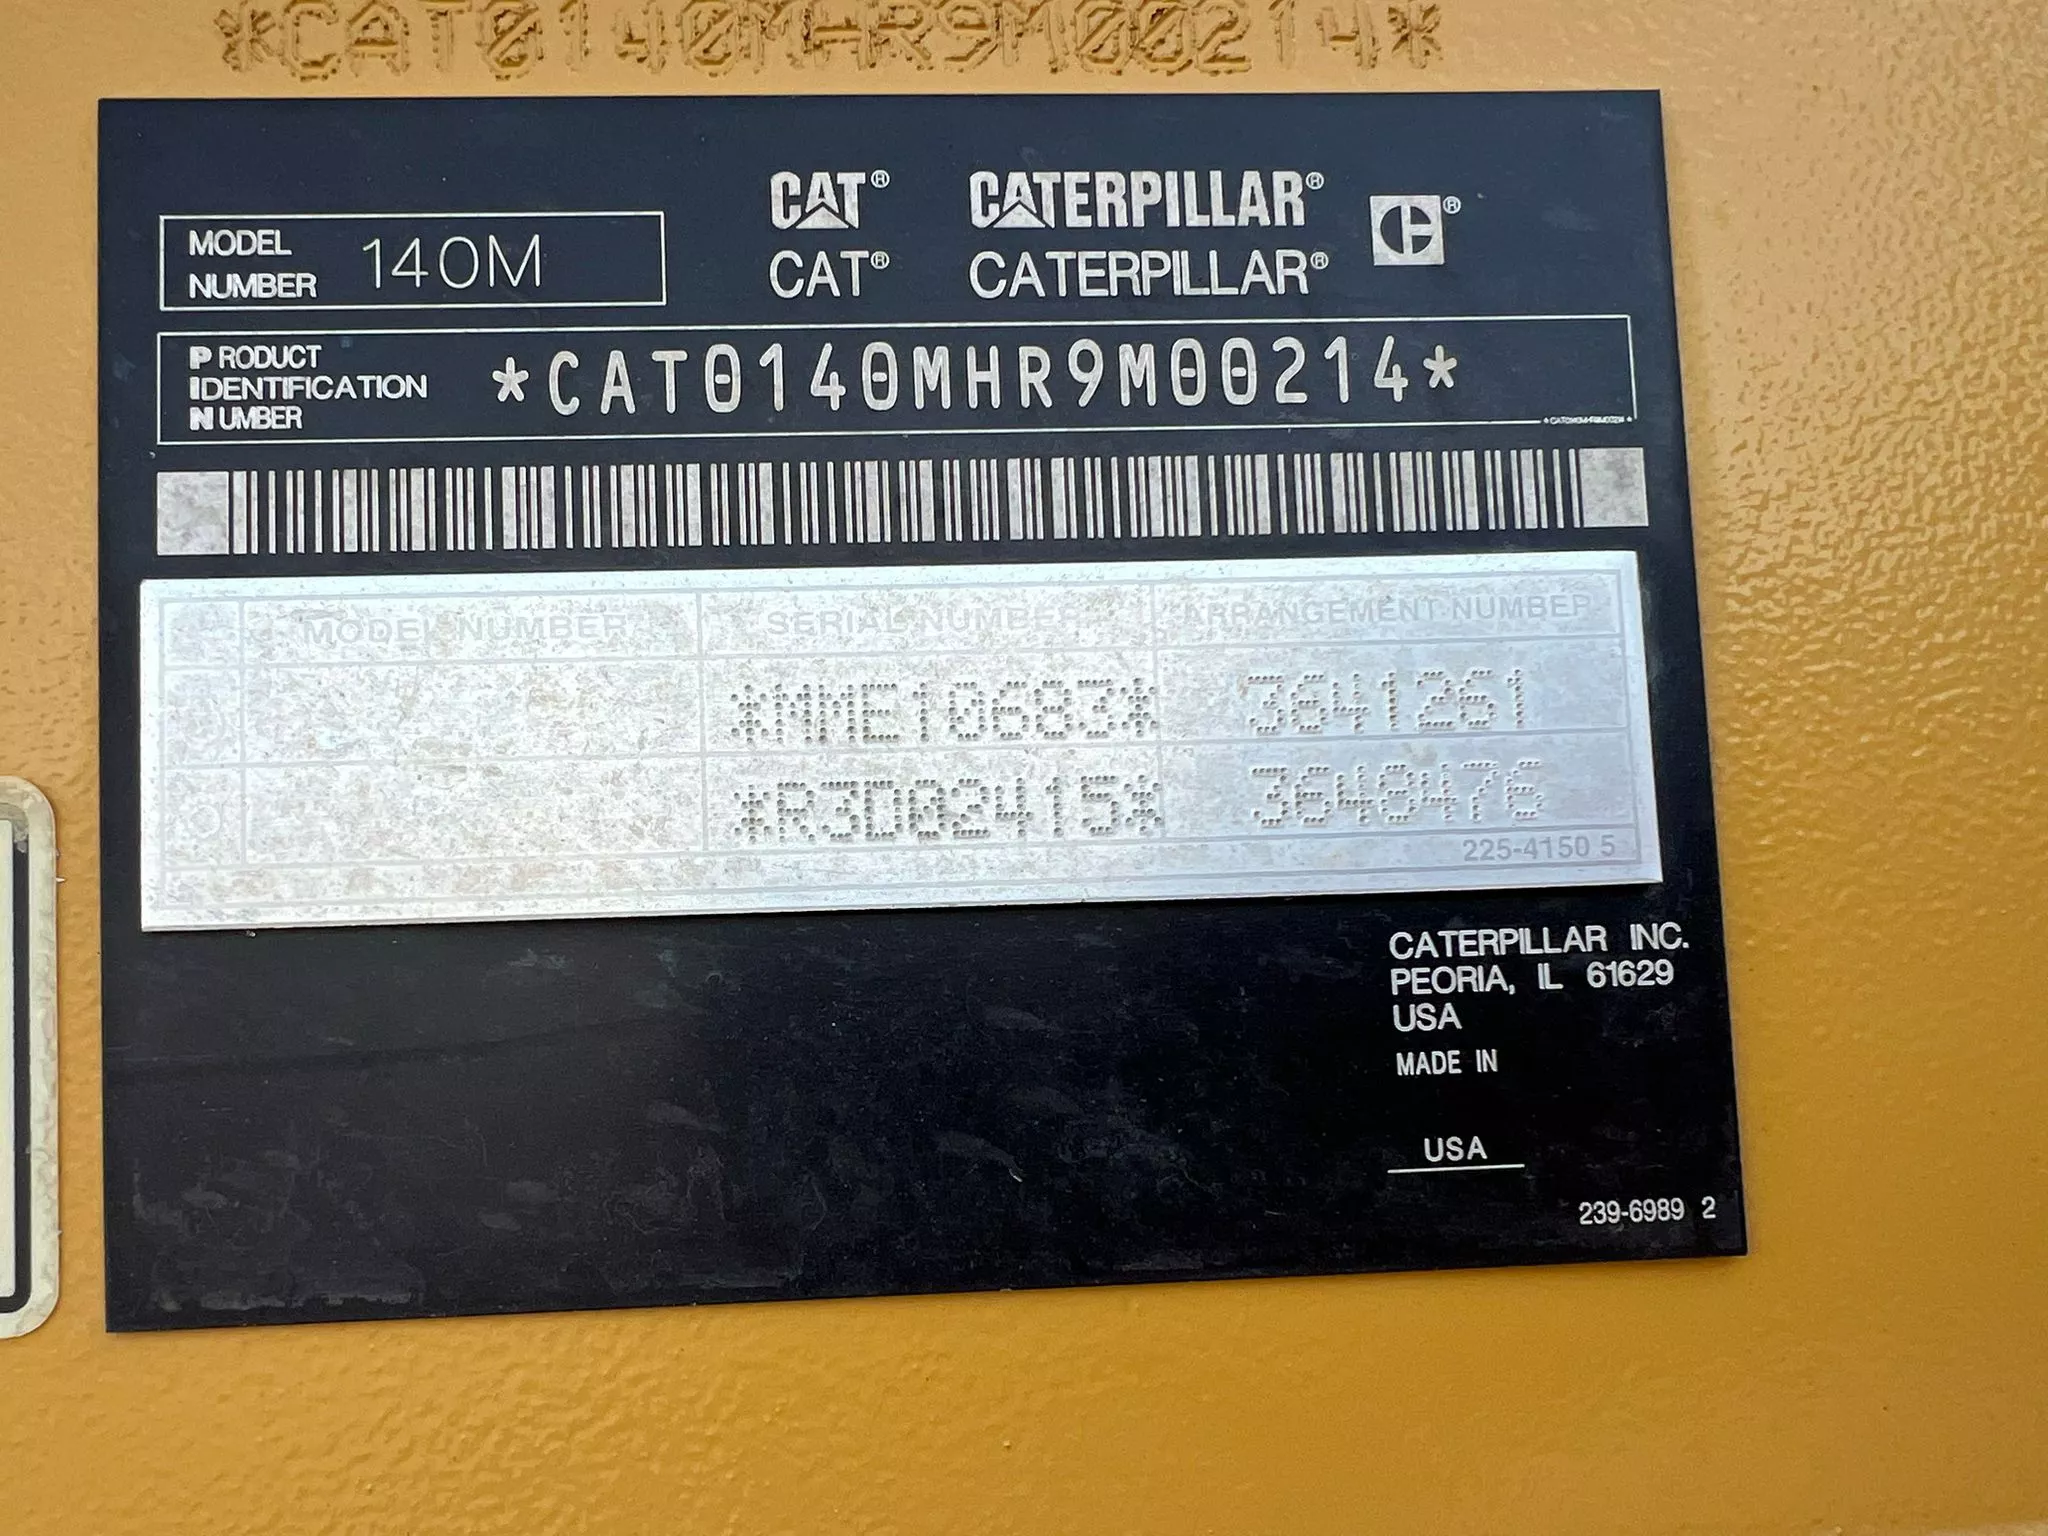 *CAT0140MHR9M00214*
CAT® CATERPILLAR® ®
CAT® CATERPILLAR®
MODEL
NUMBER 140M
PRODUCT
IDENTIFICATION
NUMBER
*CAT0140MHR9M00214*
MODEL NUMBER SERIAL NUMBER ARRANGEMENT NUMBER
*MME10683* 3641261
*R3D02415* 3648476
225-4150 5
CATERPILLAR INC.
PEORIA, IL 61629
USA
MADE IN
USA
239-6989 2